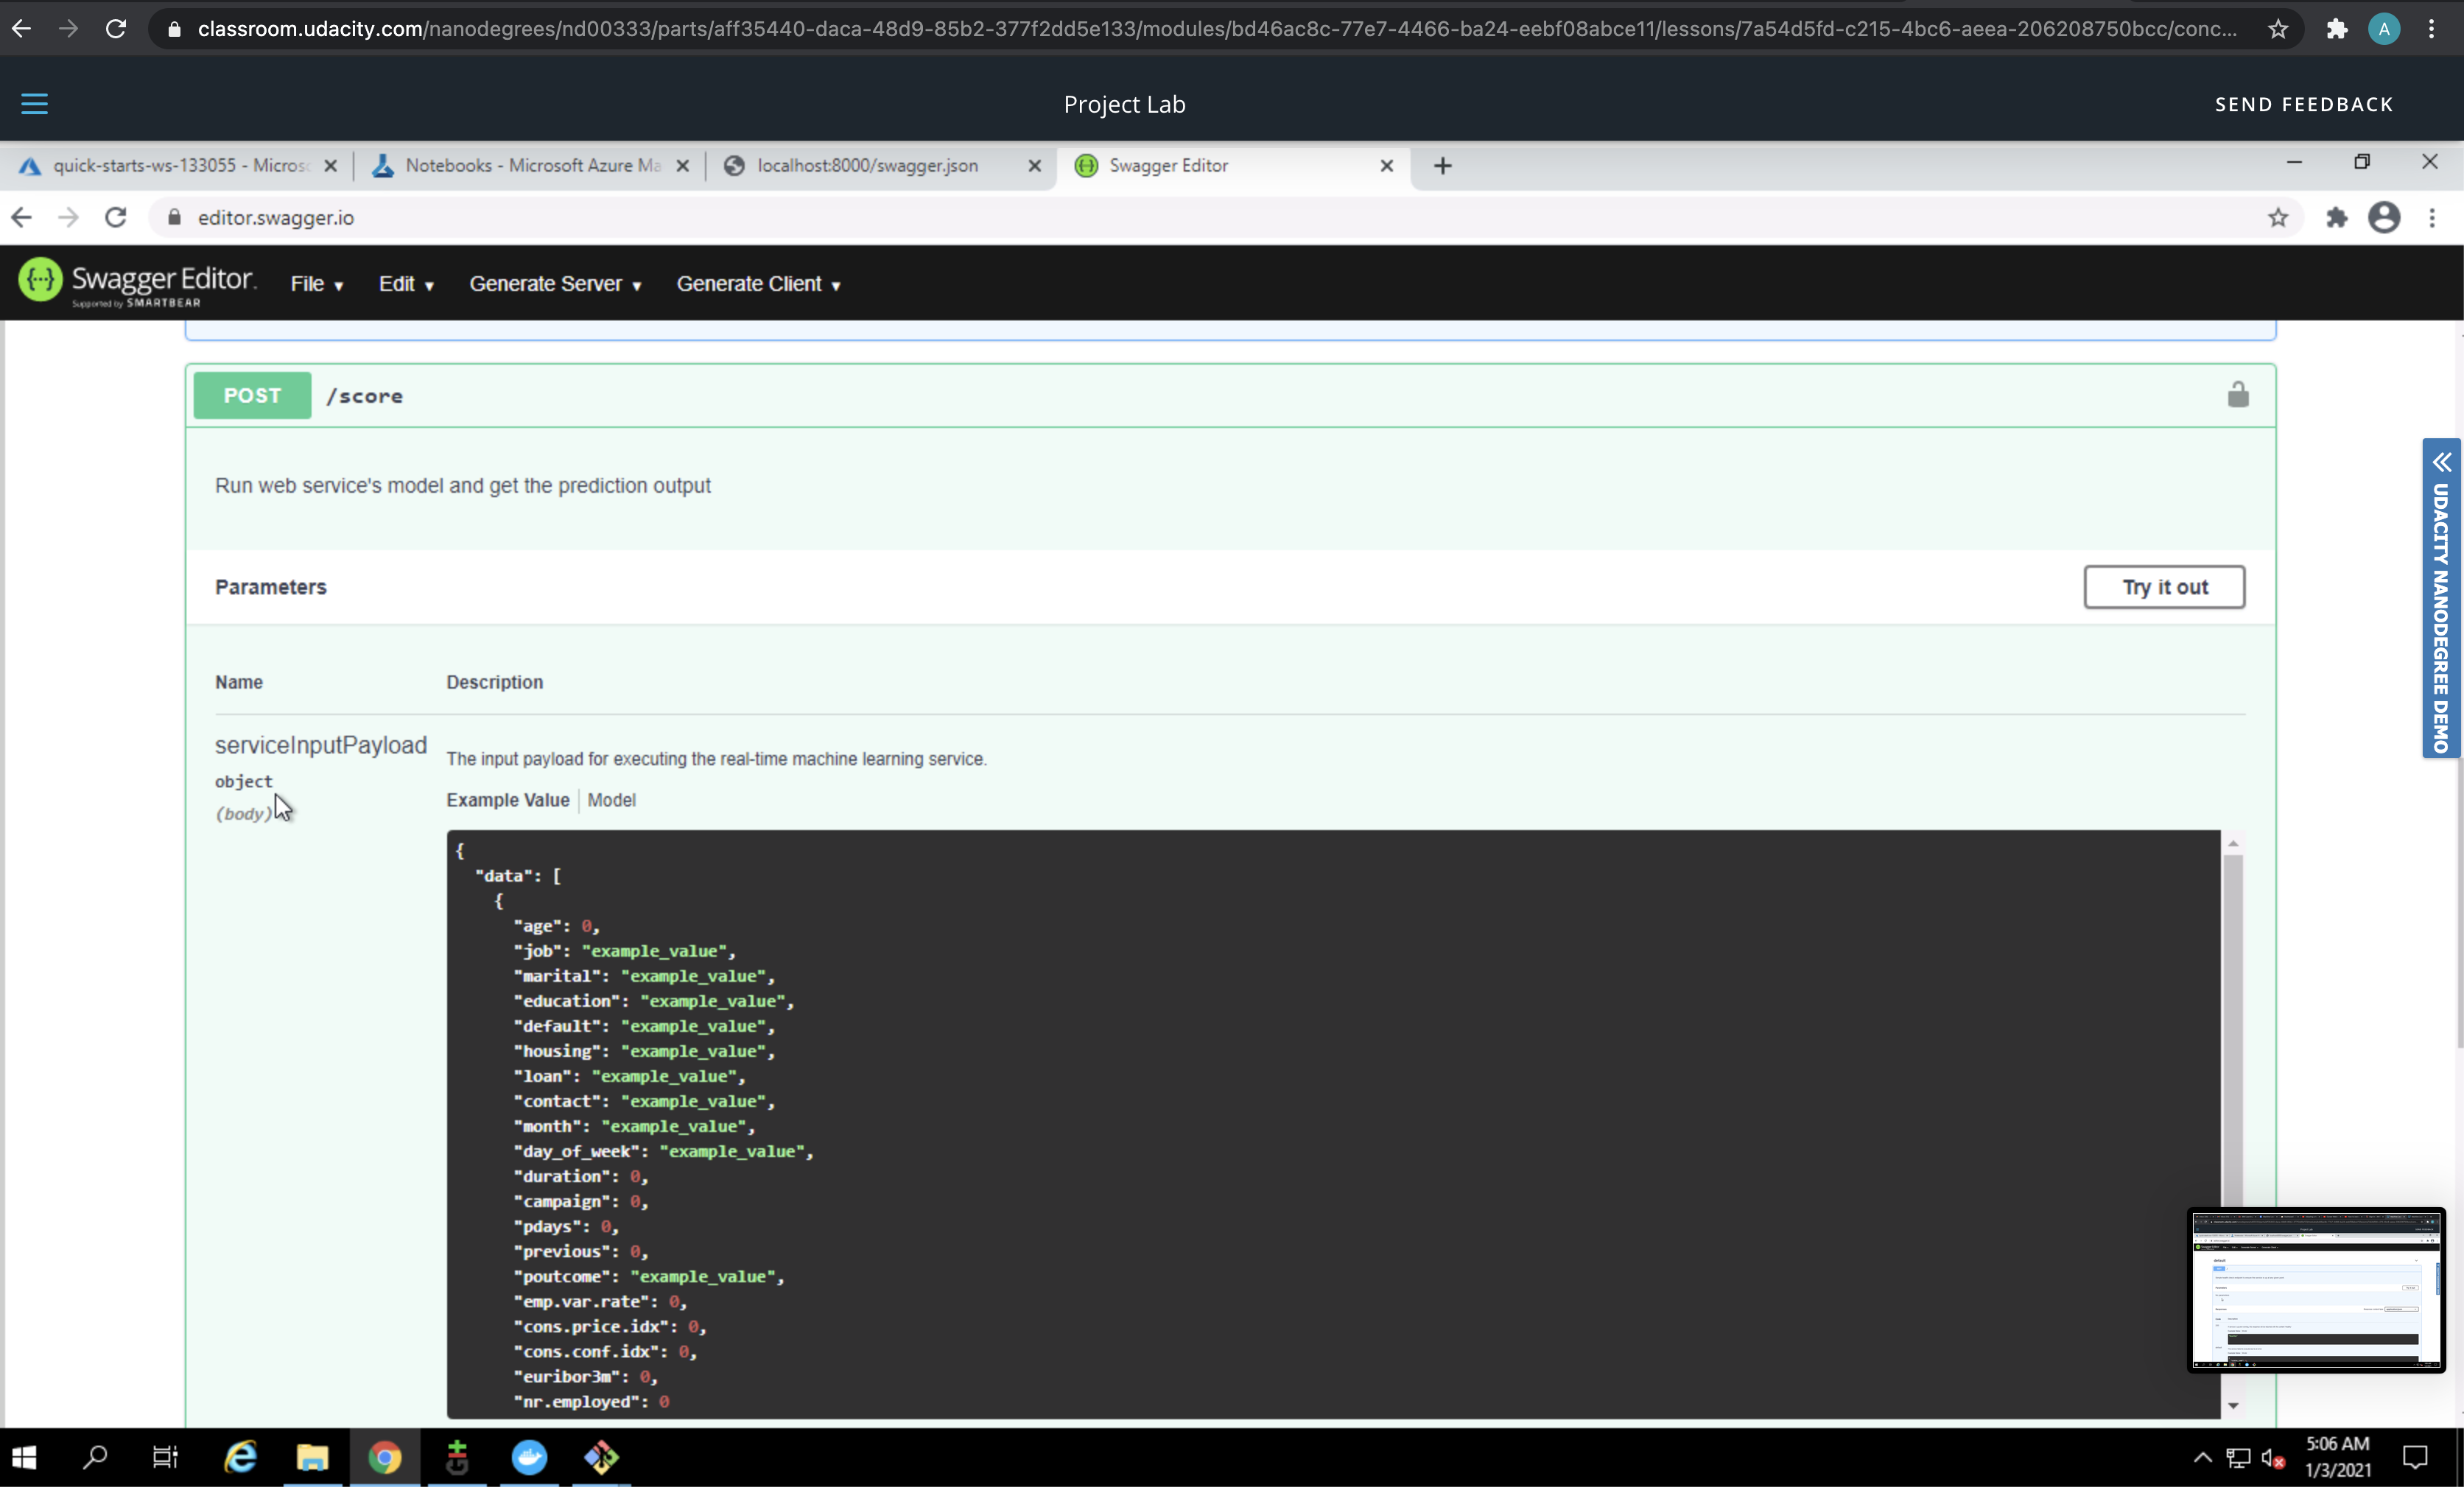 classroom.udacity.com/nanodegrees/nd00333/parts/aff35440-daca-48d9-85b2-377f2dd5e133/modules/bd46ac8c-77e7-4466-ba24-eebf08abce11/lessons/7a54d5fd-c215-4bc6-aeea-206208750bcc/conc...
A
Project Lab
SEND FEEDBACK
quick-starts-ws-133055 - Micros
Notebooks - Microsoft Azure Ma
localhost:8000/swagger.json
Swagger Editor
editor.swagger.io
Swagger Editor.
Supported by SMARTBEAR
File
Edit
Generate Server
Generate Client
POST
/score
Run web service's model and get the prediction output
Parameters
Try it out
UDACITY NANODEGREE DEMO
Name
Description
serviceInputPayload
The input payload for executing the real-time machine learning service.
object
(body)
Example Value
Model
{
"data": [
{
"age": 0,
"job": "example_value",
"marital": "example_value",
"education": "example_value",
"default": "example_value",
"housing": "example_value",
"loan": "example_value",
"contact": "example_value",
"month": "example_value",
"day_of_week": "example_value",
"duration": 0,
"campaign": 0,
"pdays": 0,
"previous": 0,
"poutcome": "example_value",
"emp.var.rate": 0,
"cons.price.idx": 0,
"cons.conf.idx": 0,
"euribor3m": 0,
"nr.employed": 0
5:06 AM
1/3/2021